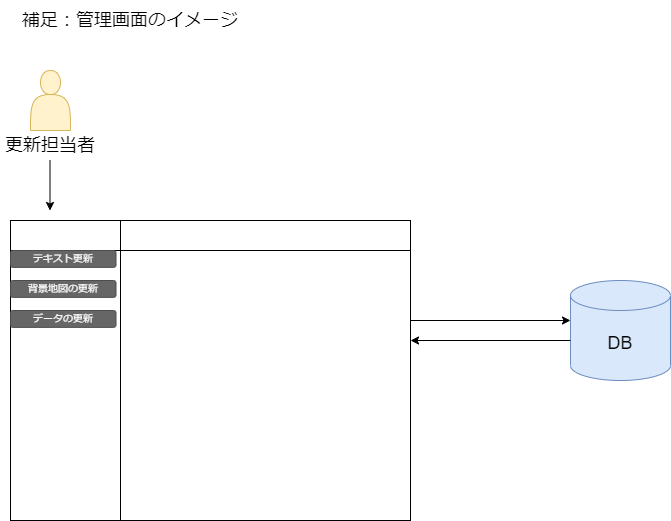 補足：管理画面のイメージ
更新担当者
テキスト更新
背景地図の更新
データの更新
DB